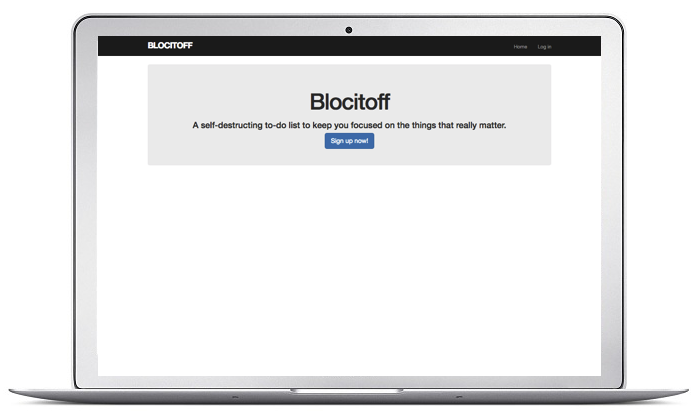 BLOCITOFF Home Log in
Blocitoff
A self-destructing to-do list to keep you focused on the things that really matter.
Sign up now!